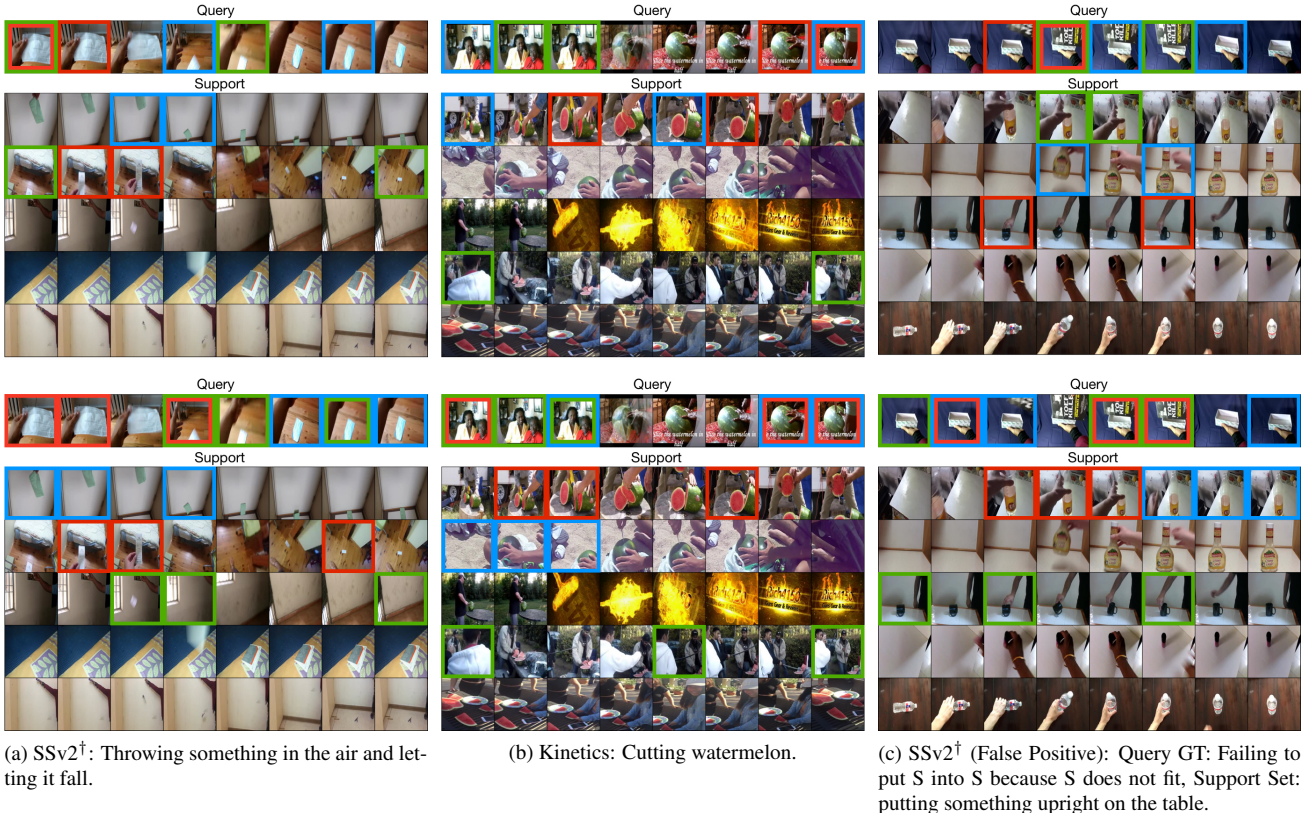 Query
Query
Query
Support
Support
Support
Query
Query
Query
Support
Support
Support
(a) SSv2†: Throwing something in the air and let-
ting it fall.
(b) Kinetics: Cutting watermelon.
(c) SSv2† (False Positive): Query GT: Failing to
put S into S because S does not fit, Support Set:
putting something upright on the table.